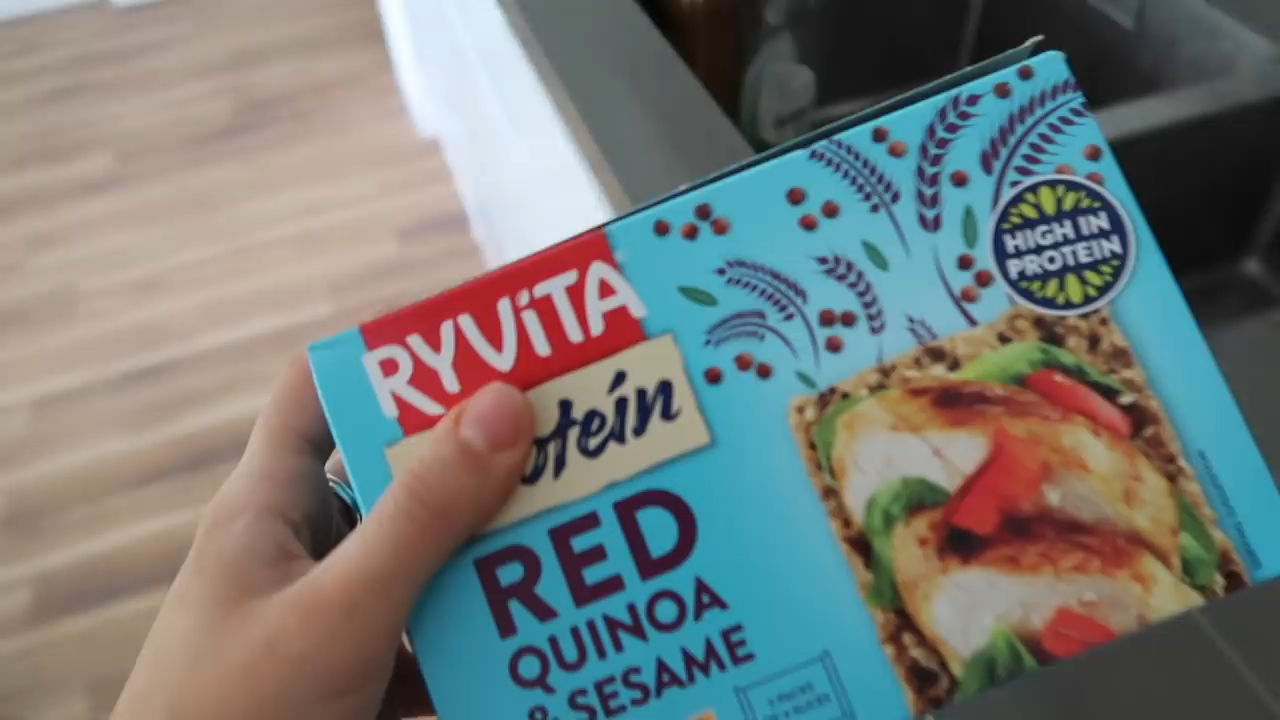 RYVITA
otein
HIGH IN
PROTEIN
RED
QUINOA
& SESAME